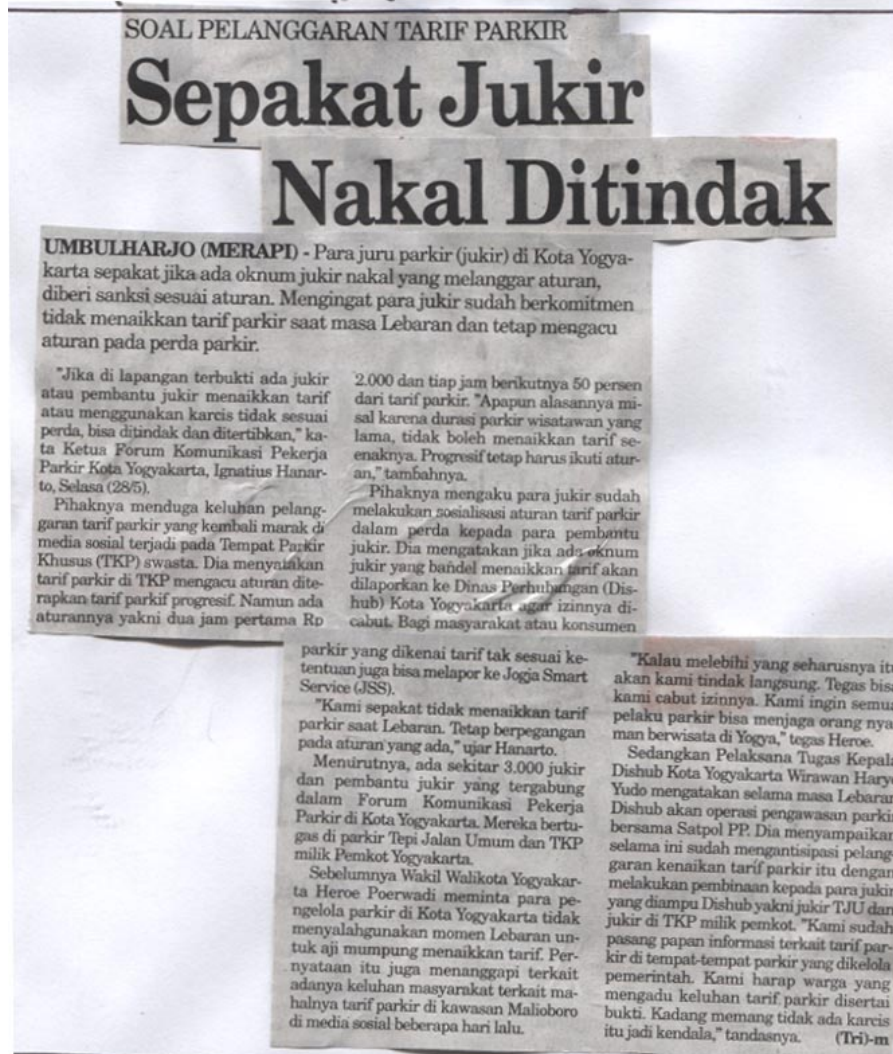 SOAL PELANGGARAN TARIF PARKIR
Sepakat Jukir
Nakal Ditindak
UMBULHARJO (MERAPI) - Para juru parkir (jukir) di Kota Yogya-
karta sepakat jika ada oknum jukir nakal yang melanggar aturan,
diberi sanksi sesuai aturan. Mengingat para jukir sudah berkomitmen
tidak menaikkan tarif parkir saat masa Lebaran dan tetap mengacu
aturan pada perda parkir.
"Jika di lapangan terbukti ada jukir
atau pembantu jukir menaikkan tarif
atau menggunakan karcis tidak sesuai
perda, bisa ditindak dan ditertibkan," ka-
ta Ketua Forum Komunikasi Pekerja
Parkir Kota Yogyakarta, Ignatius Hanar-
to, Selasa (28/5).
Pihaknya menduga keluhan pelang-
garan tarif parkir yang kembali marak di
media sosial terjadi pada Tempat Parkir
Khusus (TKP) swasta. Dia menyatakan
tarif parkir di TKP mengacu aturan dite-
rapkan tarif parkif progresif. Namun ada
aturannya yakni dua jam pertama Rp
2.000 dan tiap jam berikutnya 50 persen
dari tarif parkir. "Apapun alasannya mi-
sal karena durasi parkir wisatawan yang
lama, tidak boleh menaikkan tarif se-
enaknya. Progresif tetap harus ikuti atur-
an," tambahnya.
Pihaknya mengaku para jukir sudah
melakukan sosialisasi aturan tarif parkir
dalam perda kepada para pembantu
jukir. Dia mengatakan jika ada oknum
jukir yang bandel menaikkan tarif akan
dilaporkan ke Dinas Perhubungan (Dis-
hub) Kota Yogyakarta agar izinnya di-
cabut. Bagi masyarakat atau konsumen
parkir yang dikenai tarif tak sesuai ke-
tentuan juga bisa melapor ke Jogja Smart
Service (JSS).
"Kami sepakat tidak menaikkan tarif
parkir saat Lebaran. Tetap berpegangan
pada aturan yang ada," ujar Hanarto.
Menurutnya, ada sekitar 3.000 jukir
dan pembantu jukir yang tergabung
dalam Forum Komunikasi Pekerja
Parkir di Kota Yogyakarta. Mereka bertu-
gas di parkir Tepi Jalan Umum dan TKP
milik Pemkot Yogyakarta.
Sebelumnya Wakil Walikota Yogyakar-
ta Heroe Poerwadi meminta para pe-
ngelola parkir di Kota Yogyakarta tidak
menyalahgunakan momen Lebaran un-
tuk aji mumpung menaikkan tarif. Per-
nyataan itu juga menanggapi terkait
adanya keluhan masyarakat terkait ma-
halnya tarif parkir di kawasan Malioboro
di media sosial beberapa hari lalu.
"Kalau melebihi yang seharusnya itu
akan kami tindak langsung. Tegas bisa
kami cabut izinnya. Kami ingin semua
pelaku parkir bisa menjaga orang nya-
man berwisata di Yogya," tegas Heroe.
Sedangkan Pelaksana Tugas Kepala
Dishub Kota Yogyakarta Wirawan Haryo
Yudo mengatakan selama masa Lebaran
Dishub akan operasi pengawasan parkir
bersama Satpol PP. Dia menyampaikan
selama ini sudah mengantisipasi pelang-
garan kenaikan tarif parkir itu dengan
melakukan pembinaan kepada para jukir
yang diampu Dishub yakni jukir TJU dan
jukir di TKP milik pemkot. "Kami sudah
pasang papan informasi terkait tarif par-
kir di tempat-tempat parkir yang dikelola
pemerintah. Kami harap warga yang
mengadu keluhan tarif parkir disertai
bukti. Kadang memang tidak ada karcis
itu jadi kendala," tandasnya. (Tri)-m